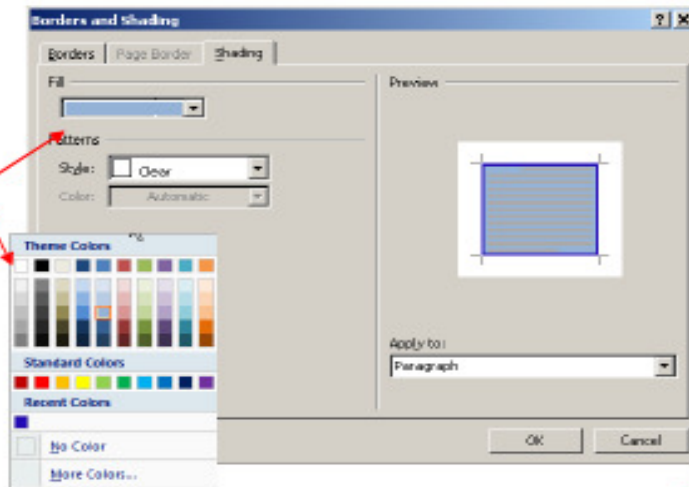 Borders and Shading
Borders Page Border Shading
Fill
Preview
Patterns
Style: Clear
Color: Automatic
Theme Colors
Apply to:
Paragraph
Standard Colors
Recent Colors
No Color
OK Cancel
More Colors...